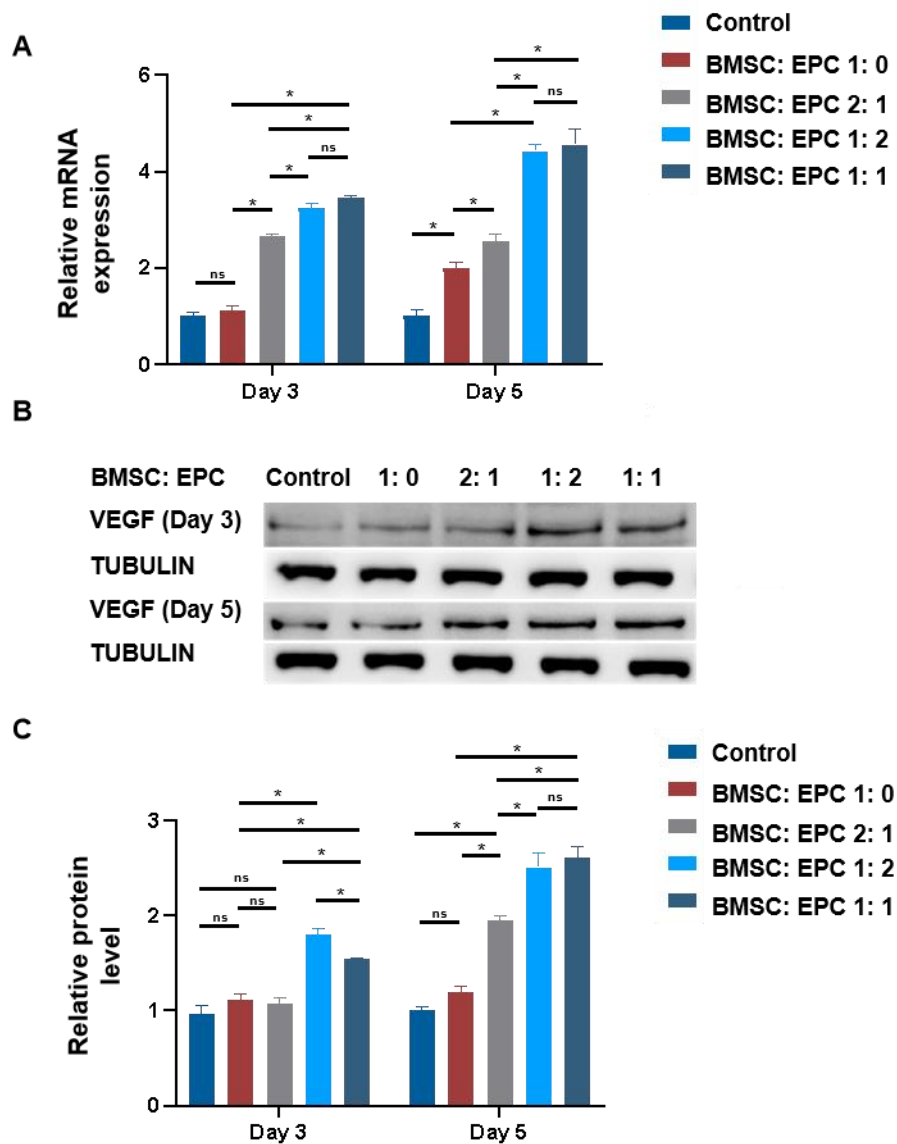 A
Control
BMSC: EPC 1: 0
BMSC: EPC 2: 1
BMSC: EPC 1: 2
BMSC: EPC 1: 1
Relative mRNA
expression
6
4
2
0
ns
*
*
ns
*
*
*
*
*
*
ns
*
Day 3
Day 5
B
BMSC: EPC Control 1: 0 2: 1 1: 2 1: 1
VEGF (Day 3)
TUBULIN
VEGF (Day 5)
TUBULIN
C
Control
BMSC: EPC 1: 0
BMSC: EPC 2: 1
BMSC: EPC 1: 2
BMSC: EPC 1: 1
Relative protein
level
3
2
1
0
ns
ns
ns
*
*
*
*
ns
*
*
*
ns
*
*
Day 3
Day 5